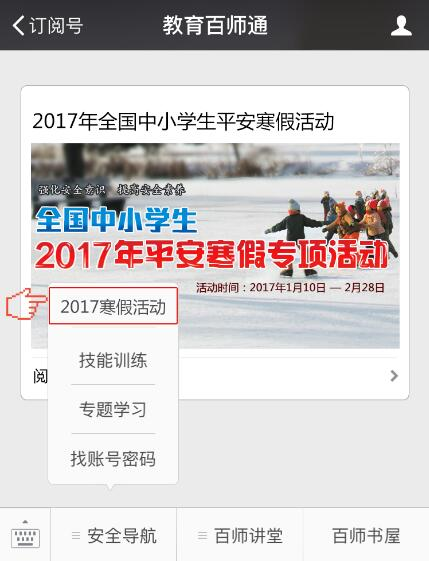 订阅号
教育百师通
2017年全国中小学生平安寒假活动
强化安全意识 提高安全素养
全国中小学生
2017年平安寒假专项活动
活动时间：2017年1月10日 — 2月28日
2017寒假活动
阅
技能训练
专题学习
找账号密码
安全导航
百师讲堂
百师书屋